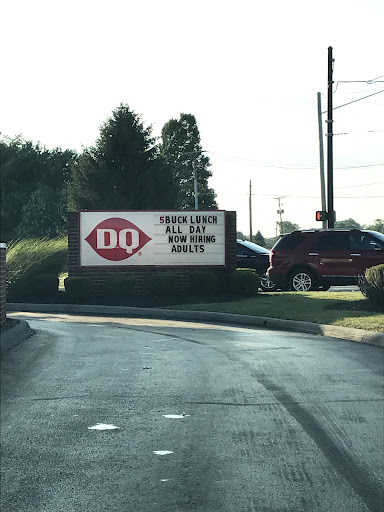 DQ
5BUCK LUNCH
ALL DAY
NOW HIRING
ADULTS